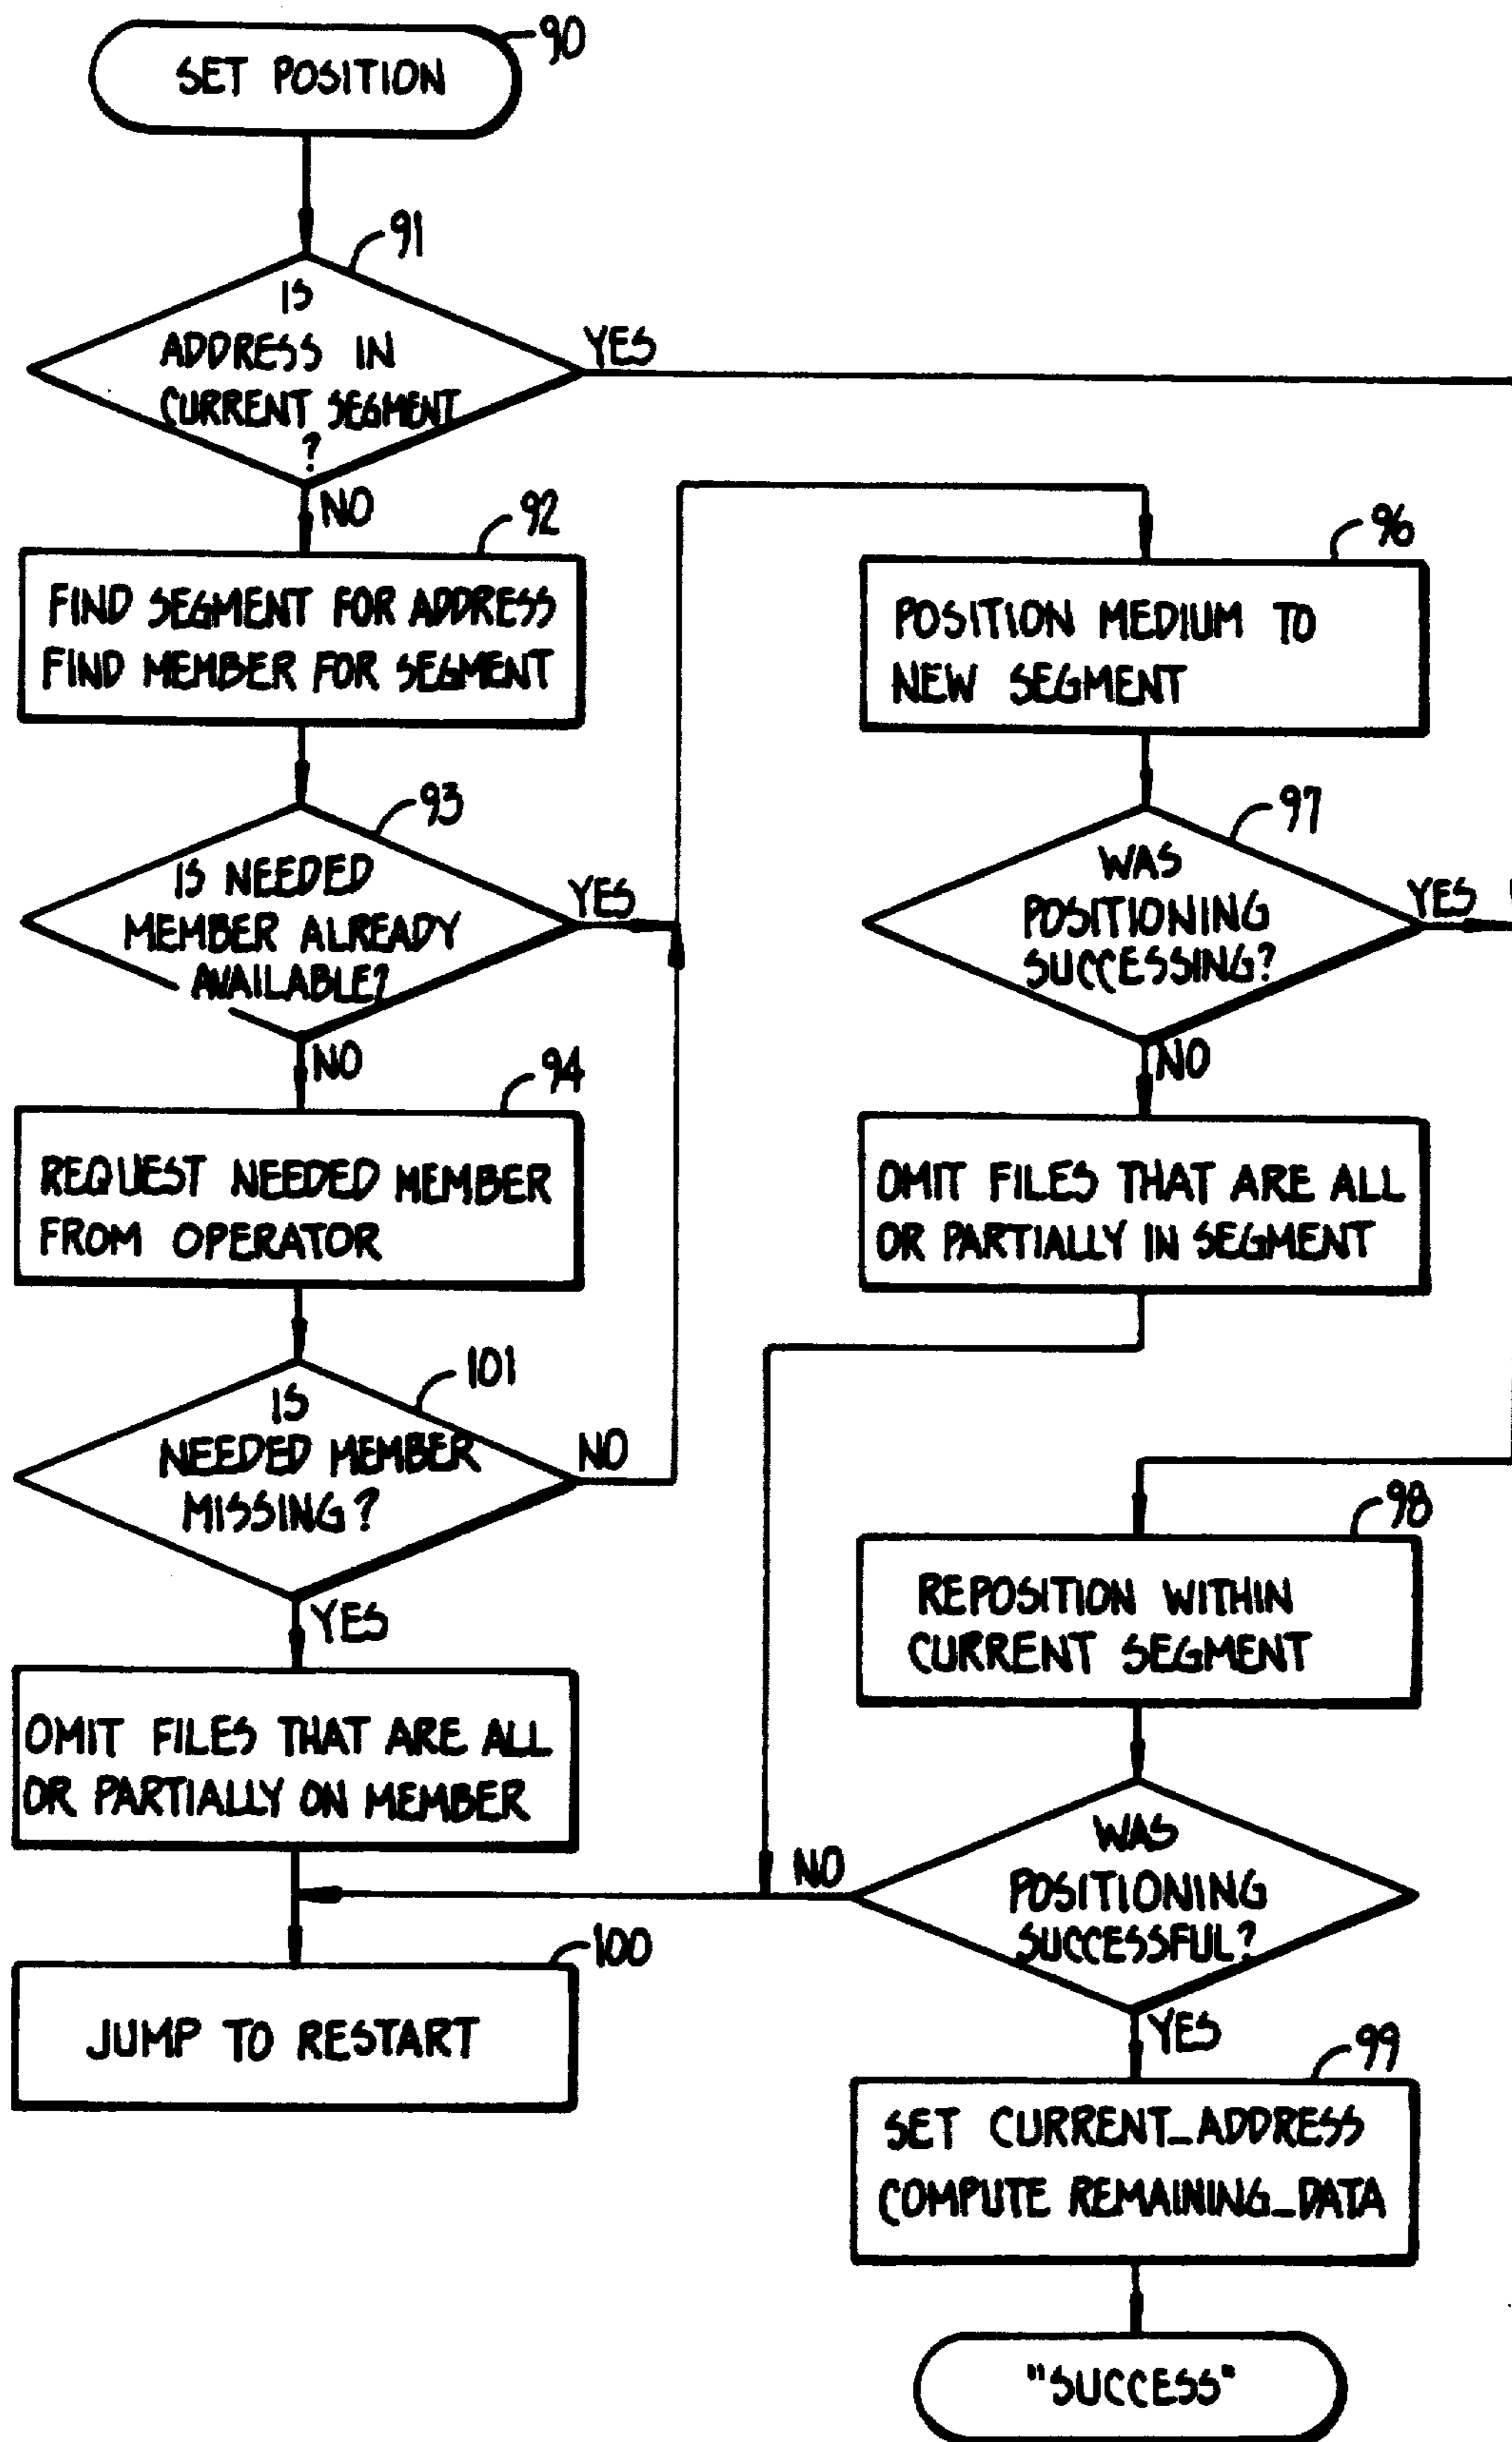 SET POSITION
90
91
IS
ADDRESS IN
CURRENT SEGMENT
?
YES
NO
92
FIND SEGMENT FOR ADDRESS
FIND MEMBER FOR SEGMENT
93
IS NEEDED
MEMBER ALREADY
AVAILABLE?
YES
NO
94
REQUEST NEEDED MEMBER
FROM OPERATOR
101
IS
NEEDED MEMBER
MISSING?
NO
YES
OMIT FILES THAT ARE ALL
OR PARTIALLY ON MEMBER
100
JUMP TO RESTART
96
POSITION MEDIUM TO
NEW SEGMENT
97
WAS
POSITIONING
SUCCESSING?
YES
NO
OMIT FILES THAT ARE ALL
OR PARTIALLY IN SEGMENT
98
REPOSITION WITHIN
CURRENT SEGMENT
WAS
POSITIONING
SUCCESSFUL?
NO
YES
99
SET CURRENT_ADDRESS
COMPUTE REMAINING_DATA
"SUCCESS"